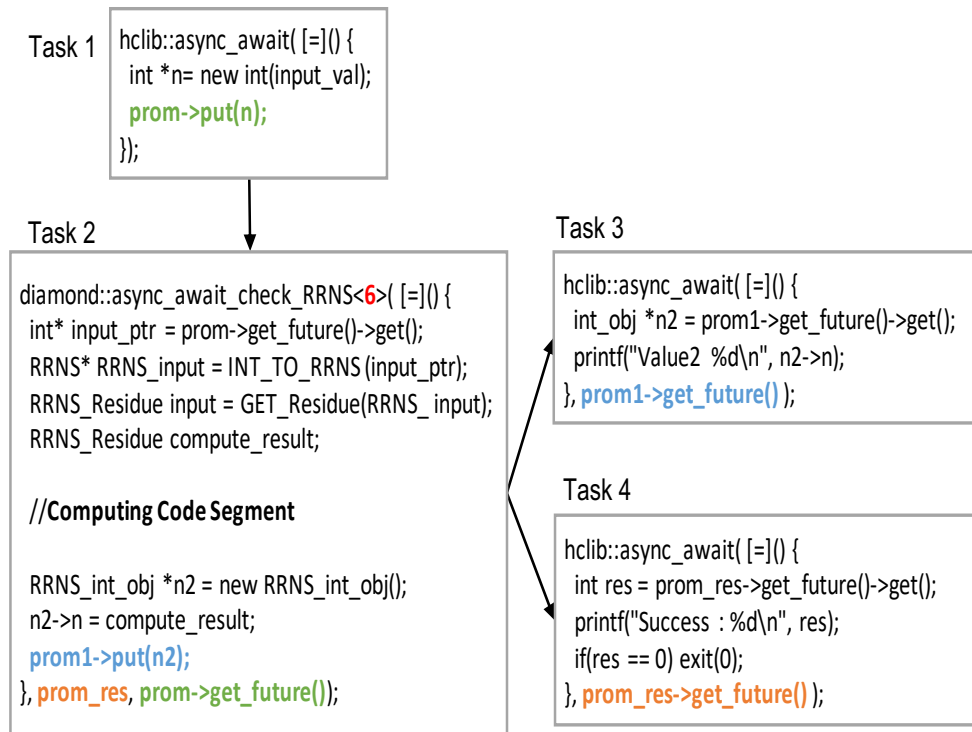 Task 1
hclib::async_await( [=]() {
int *n= new int(input_val);
prom->put(n);
});
Task 2
diamond::async_await_check_RRNS<6>( [=]() {
int* input_ptr = prom->get_future()->get();
RRNS* RRNS_input = INT_TO_RRNS(input_ptr);
RRNS_Residue input = GET_Residue(RRNS_ input);
RRNS_Residue compute_result;
//Computing Code Segment
RRNS_int_obj *n2 = new RRNS_int_obj();
n2->n = compute_result;
prom1->put(n2);
}, prom_res, prom->get_future());
Task 3
hclib::async_await( [=]() {
int_obj *n2 = prom1->get_future()->get();
printf("Value2 %d\n", n2->n);
}, prom1->get_future() );
Task 4
hclib::async_await( [=]() {
int res = prom_res->get_future()->get();
printf("Success : %d\n", res);
if(res == 0) exit(0);
}, prom_res->get_future() );